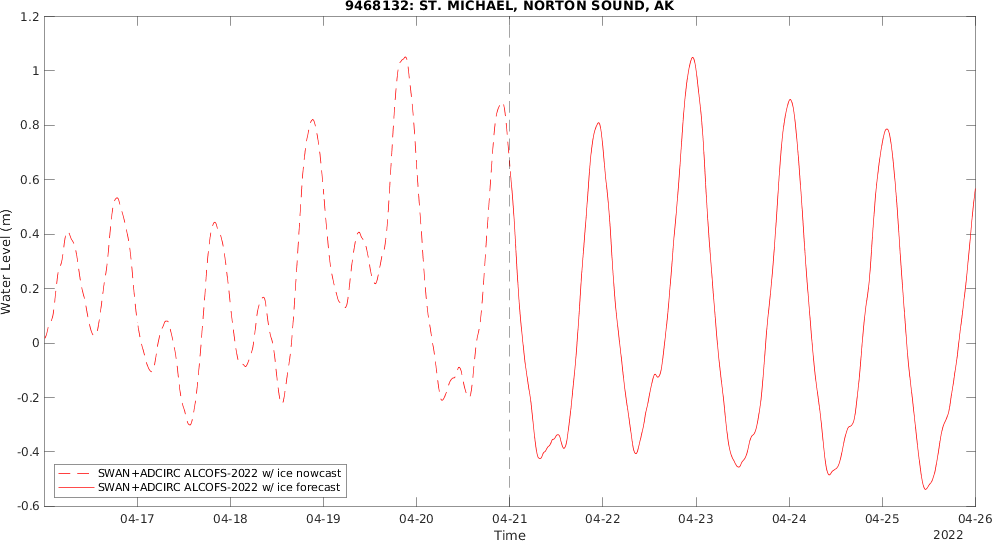 9468132: ST. MICHAEL, NORTON SOUND, AK
1.2
1
0.8
0.6
0.4
0.2
0
-0.2
-0.4
-0.6
Water Level (m)
SWAN+ADCIRC ALCOFS-2022 w/ ice nowcast
SWAN+ADCIRC ALCOFS-2022 w/ ice forecast
04-17 04-18 04-19 04-20 04-21 04-22 04-23 04-24 04-25 04-26
Time
2022